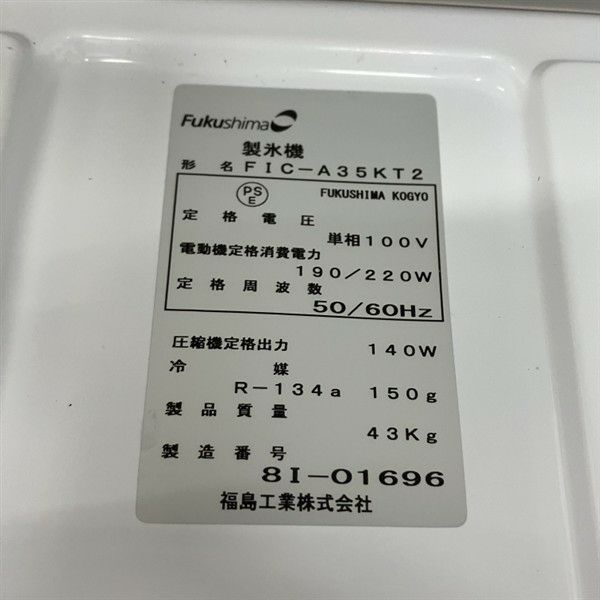 Fukushima
製氷機
形名 FIC-A35KT2
PSE FUKUSHIMA KOGYO
定格電圧
単相100V
電動機定格消費電力
190/220W
定格周波数
50/60Hz
圧縮機定格出力 140W
冷媒
R-134a 150g
製品質量
43Kg
製造番号
8I-01696
福島工業株式会社